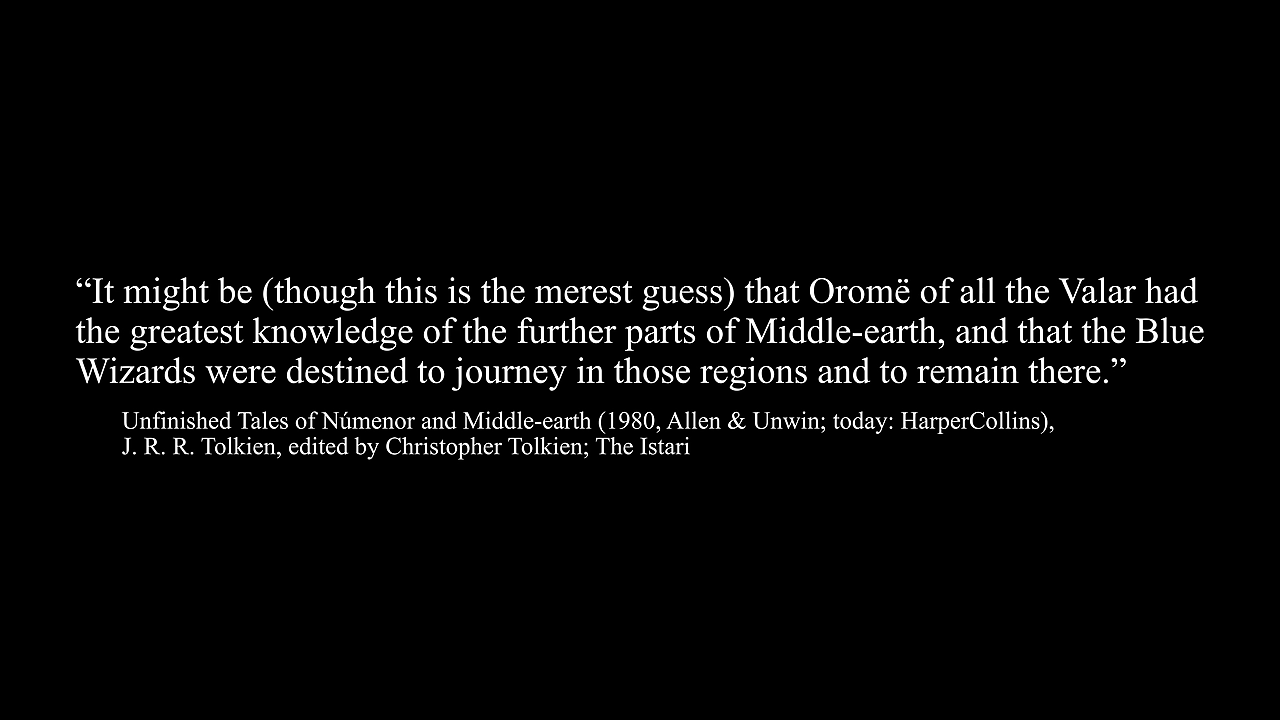 “It might be (though this is the merest guess) that Oromë of all the Valar had
the greatest knowledge of the further parts of Middle-earth, and that the Blue
Wizards were destined to journey in those regions and to remain there.”
Unfinished Tales of Númenor and Middle-earth (1980, Allen & Unwin; today: HarperCollins),
J. R. R. Tolkien, edited by Christopher Tolkien; The Istari